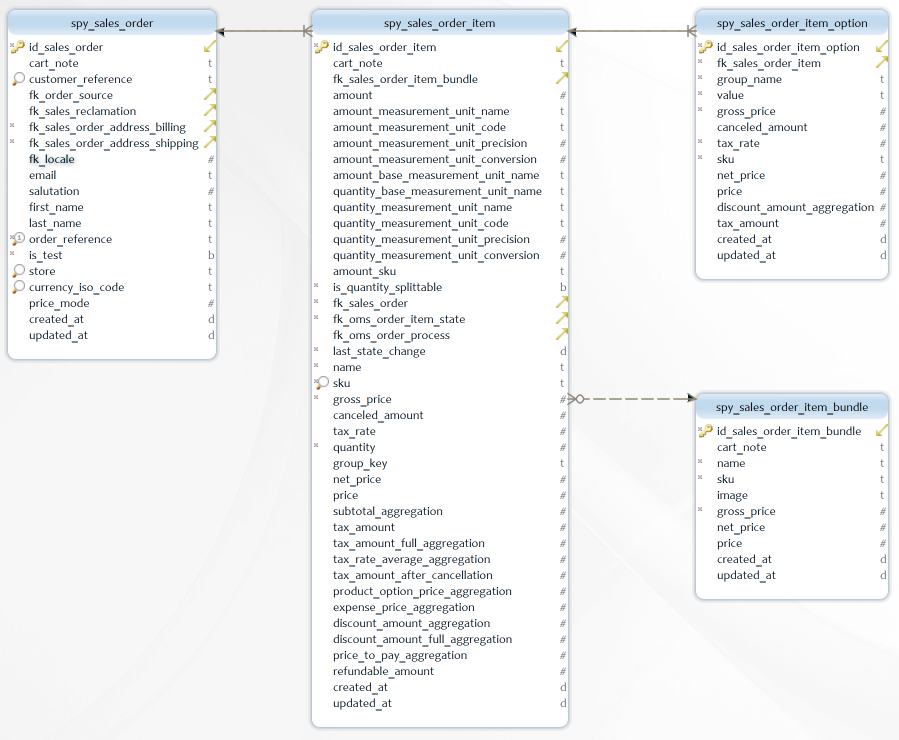 spy_sales_order
id_sales_order
cart_note t
customer_reference t
fk_order_source
fk_sales_reclamation
fk_sales_order_address_billing
fk_sales_order_address_shipping
fk_locale #
email t
salutation #
first_name t
last_name t
order_reference t
is_test b
store t
currency_iso_code t
price_mode #
created_at d
updated_at d
spy_sales_order_item
id_sales_order_item
cart_note t
fk_sales_order_item_bundle
amount #
amount_measurement_unit_name t
amount_measurement_unit_code t
amount_measurement_unit_precision #
amount_measurement_unit_conversion #
amount_base_measurement_unit_name t
quantity_base_measurement_unit_name t
quantity_measurement_unit_name t
quantity_measurement_unit_code t
quantity_measurement_unit_precision #
quantity_measurement_unit_conversion #
amount_sku t
is_quantity_splittable b
fk_sales_order
fk_oms_order_item_state
fk_oms_order_process
last_state_change d
name t
sku t
gross_price #
canceled_amount #
tax_rate #
quantity #
group_key t
net_price #
price #
subtotal_aggregation #
tax_amount #
tax_amount_full_aggregation #
tax_rate_average_aggregation #
tax_amount_after_cancellation #
product_option_price_aggregation #
expense_price_aggregation #
discount_amount_aggregation #
discount_amount_full_aggregation #
price_to_pay_aggregation #
refundable_amount #
created_at d
updated_at d
spy_sales_order_item_option
id_sales_order_item_option
fk_sales_order_item
group_name t
value t
gross_price #
canceled_amount #
tax_rate #
sku t
net_price #
price #
discount_amount_aggregation #
tax_amount #
created_at d
updated_at d
spy_sales_order_item_bundle
id_sales_order_item_bundle
cart_note t
name t
sku t
image t
gross_price #
net_price #
price #
created_at d
updated_at d